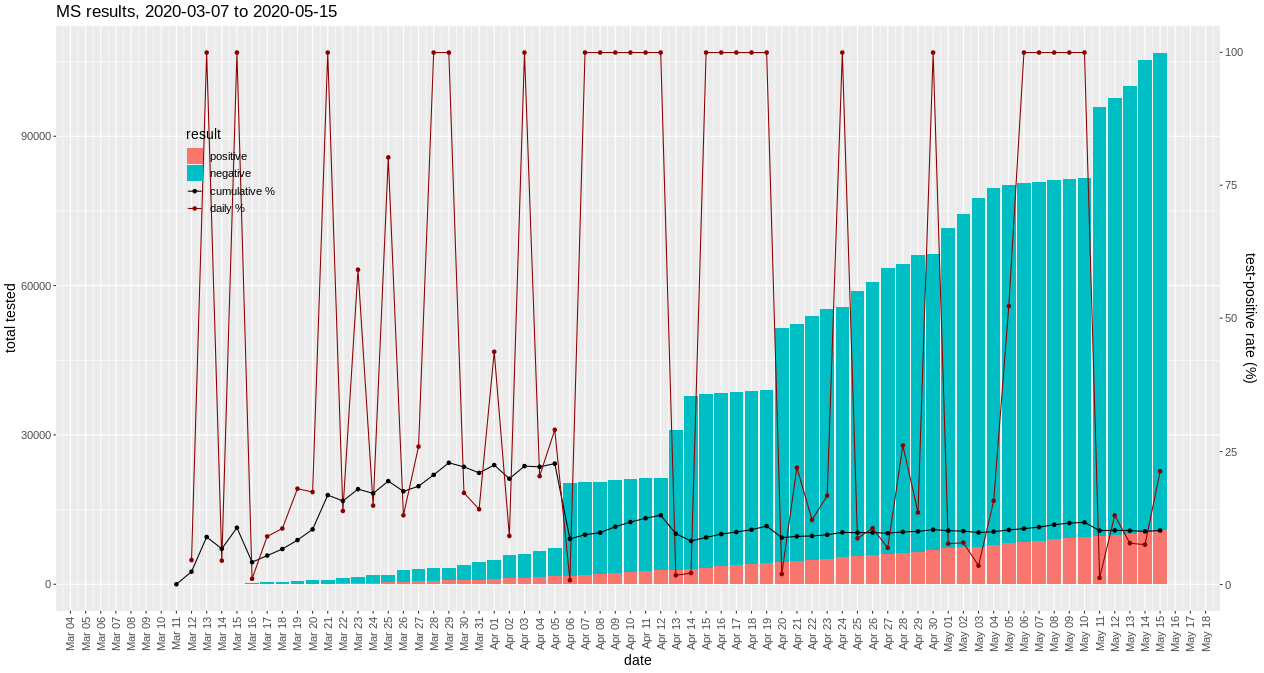 MS results, 2020-03-07 to 2020-05-15
total tested
90000
60000
30000
0
result
positive
negative
cumulative %
daily %
100
75
50
25
0
test-positive rate (%)
Mar 04
Mar 05
Mar 06
Mar 07
Mar 08
Mar 09
Mar 10
Mar 11
Mar 12
Mar 13
Mar 14
Mar 15
Mar 16
Mar 17
Mar 18
Mar 19
Mar 20
Mar 21
Mar 22
Mar 23
Mar 24
Mar 25
Mar 26
Mar 27
Mar 28
Mar 29
Mar 30
Mar 31
Apr 01
Apr 02
Apr 03
Apr 04
Apr 05
Apr 06
Apr 07
Apr 08
Apr 09
Apr 10
Apr 11
Apr 12
Apr 13
Apr 14
Apr 15
Apr 16
Apr 17
Apr 18
Apr 19
Apr 20
Apr 21
Apr 22
Apr 23
Apr 24
Apr 25
Apr 26
Apr 27
Apr 28
Apr 29
Apr 30
May 01
May 02
May 03
May 04
May 05
May 06
May 07
May 08
May 09
May 10
May 11
May 12
May 13
May 14
May 15
May 16
May 17
May 18
date